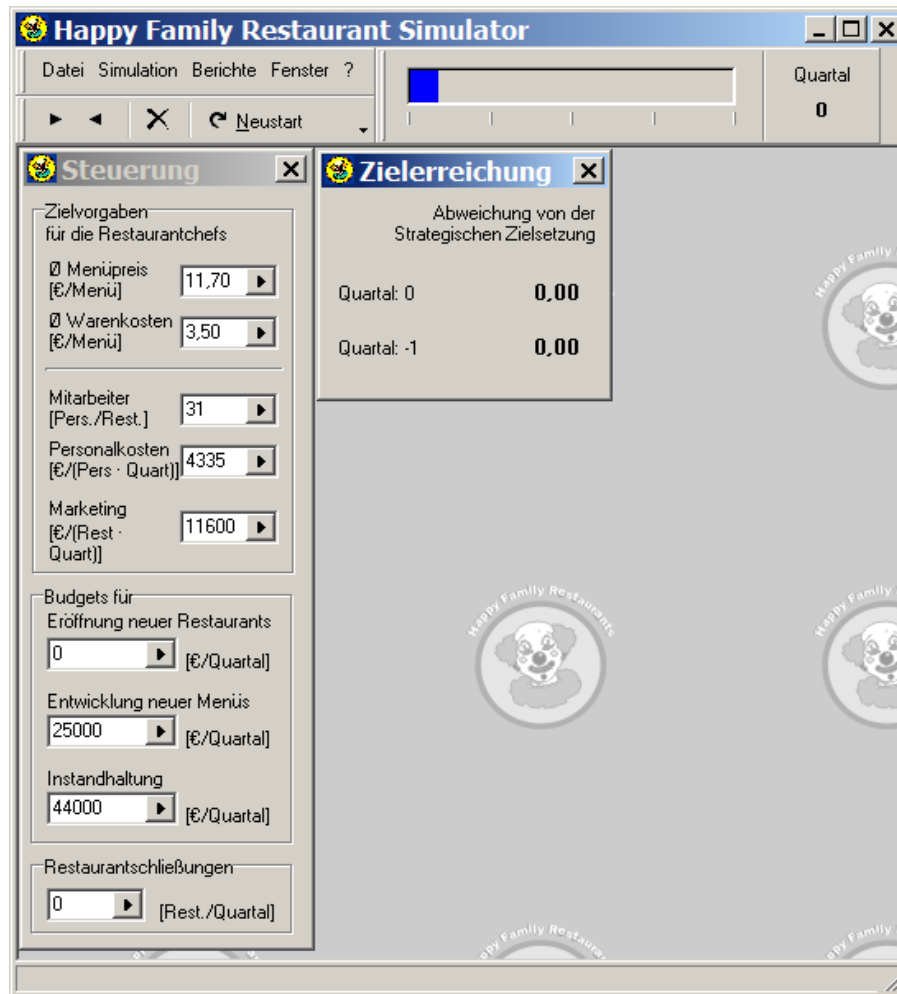 Happy Family Restaurant Simulator
Datei Simulation Berichte Fenster ?
Neustart
Quartal
0
Steuerung
Zielvorgaben
für die Restaurantchefs
Ø Menüpreis
[€/Menü]
11,70
Ø Warenkosten
[€/Menü]
3,50
Mitarbeiter
[Pers./Rest.]
31
Personalkosten
[€/(Pers · Quart)]
4335
Marketing
[€/(Rest ·
Quart)]
11600
Budgets für
Eröffnung neuer Restaurants
0
[€/Quartal]
Entwicklung neuer Menüs
25000
[€/Quartal]
Instandhaltung
44000
[€/Quartal]
Restaurantschließungen
0
[Rest./Quartal]
Zielerreichung
Abweichung von der
Strategischen Zielsetzung
Quartal: 0 0,00
Quartal: -1 0,00
Happy Family Restaurants